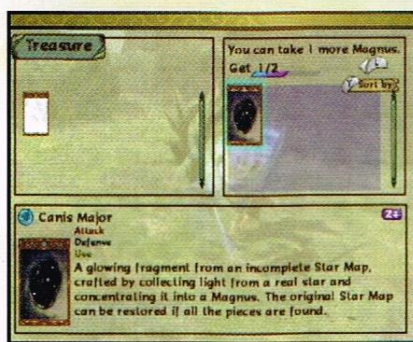 Treasure
You can take 1 more Magnus.
Get 1/2
Sort by
Canis Major
2+
Attack
Defense
Use
A glowing fragment from an incomplete Star Map,
crafted by collecting light from a real star and
concentrating it into a Magnus. The original Star Map
can be restored if all the pieces are found.